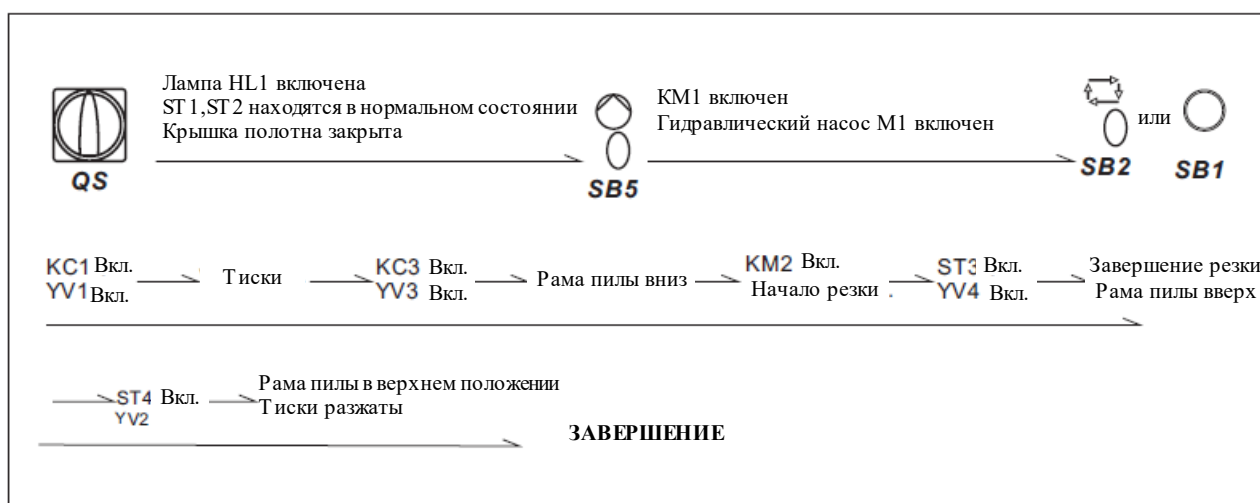 Лампа HL1 включена
ST1,ST2 находятся в нормальном состоянии
Крышка полотна закрыта
QS
SB5
KM1 включен
Гидравлический насос M1 включен
или
SB2
SB1
KC1 Вкл.
YV1 Вкл.
Тиски
KC3 Вкл.
YV3 Вкл.
Рама пилы вниз
KM2 Вкл.
Начало резки
ST3 Вкл.
YV4 Вкл.
Завершение резки
Рама пилы вверх
ST4 Вкл.
YV2
Рама пилы в верхнем положении
Тиски разжаты
ЗАВЕРШЕНИЕ